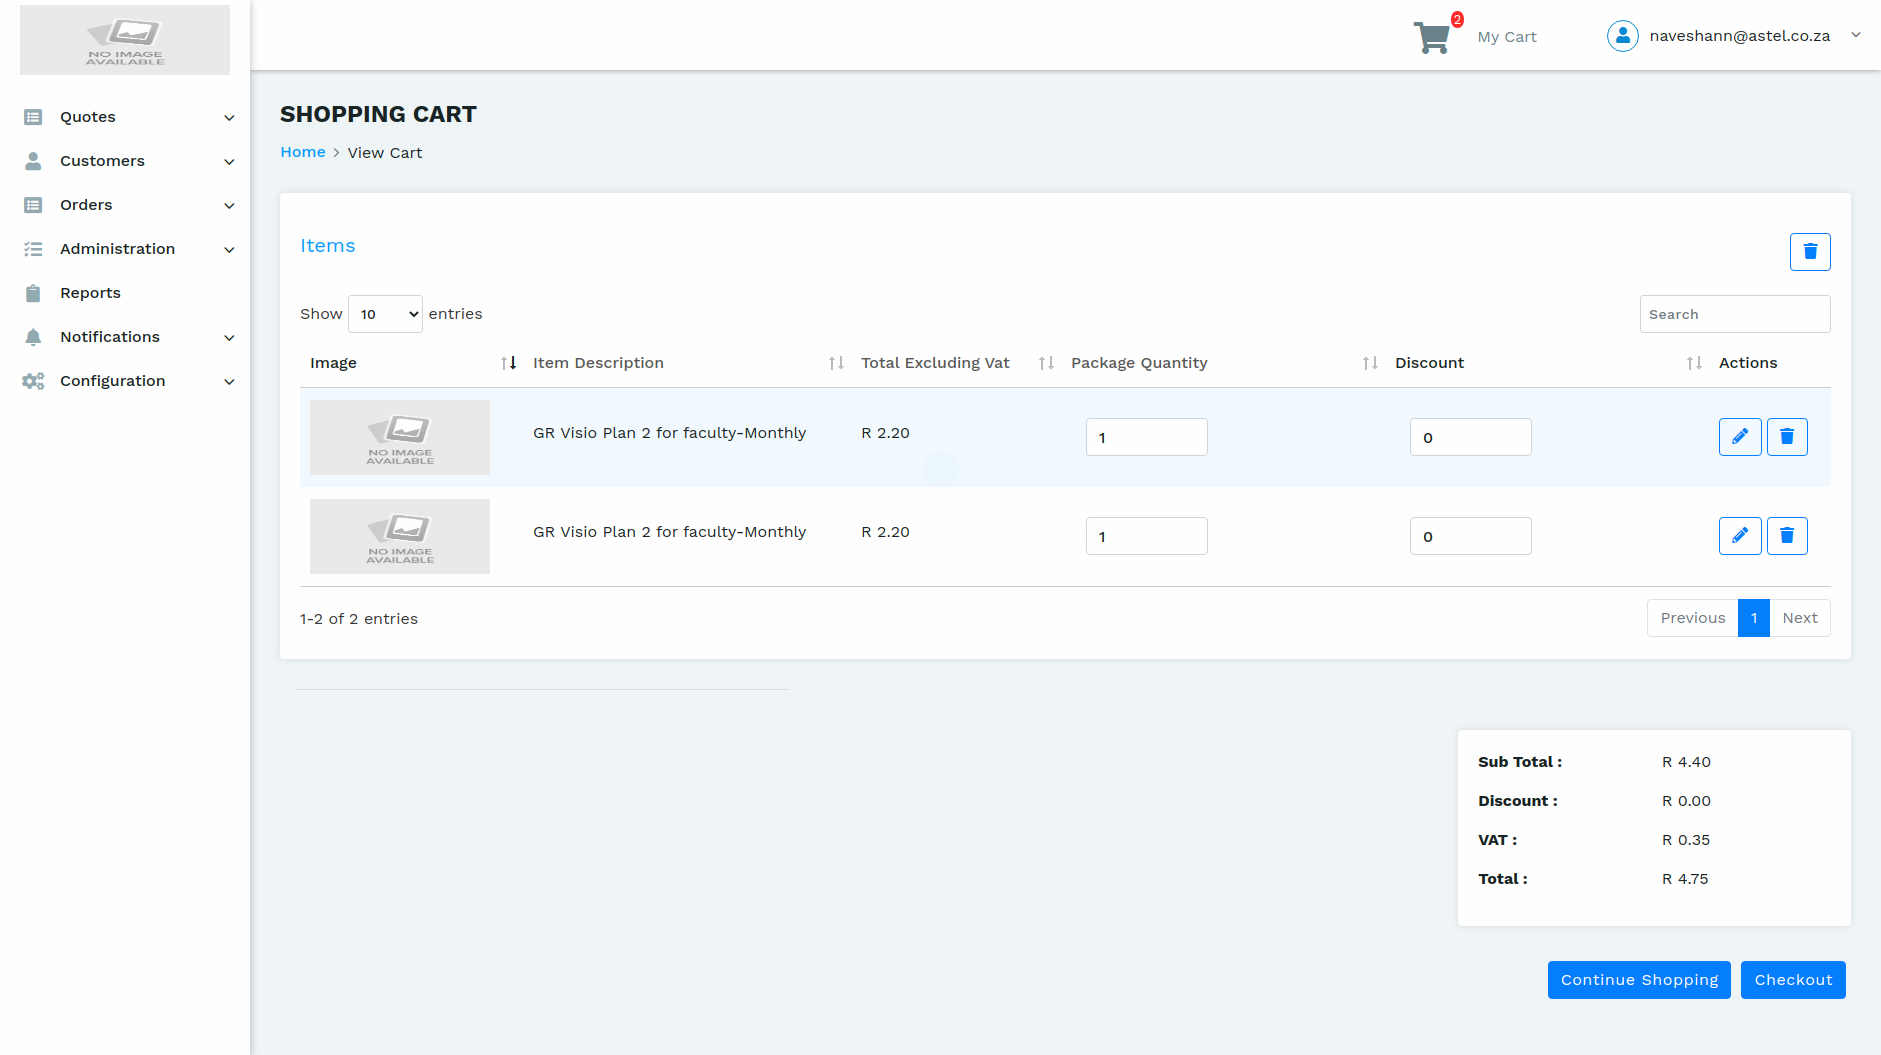 NO IMAGE
AVAILABLE
2
My Cart
naveshann@astel.co.za
Quotes
Customers
Orders
Administration
Reports
Notifications
Configuration
SHOPPING CART
Home > View Cart
Items
Show 10 entries
Search
Image Item Description Total Excluding Vat Package Quantity Discount Actions
NO IMAGE
AVAILABLE
GR Visio Plan 2 for faculty-Monthly R 2.20 1 0
NO IMAGE
AVAILABLE
GR Visio Plan 2 for faculty-Monthly R 2.20 1 0
1-2 of 2 entries
Previous 1 Next
Sub Total : R 4.40
Discount : R 0.00
VAT : R 0.35
Total : R 4.75
Continue Shopping Checkout